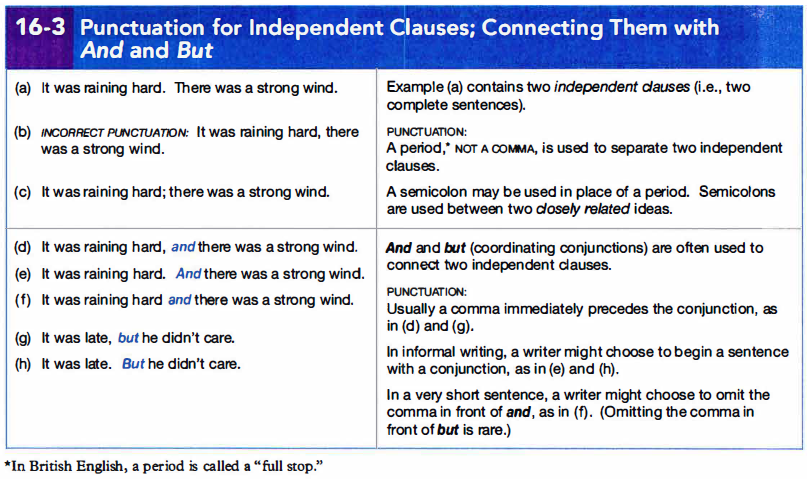 16-3 Punctuation for Independent Clauses; Connecting Them with
And and But
(a) It was raining hard. There was a strong wind.
Example (a) contains two independent clauses (i.e., two
complete sentences).
(b) INCORRECT PUNCTUATION: It was raining hard, there
was a strong wind.
PUNCTUATION:
A period,* NOT A COMMA, is used to separate two independent
clauses.
(c) It was raining hard; there was a strong wind.
A semicolon may be used in place of a period. Semicolons
are used between two closely related ideas.
(d) It was raining hard, and there was a strong wind.
(e) It was raining hard. And there was a strong wind.
(f) It was raining hard and there was a strong wind.
(g) It was late, but he didn't care.
(h) It was late. But he didn't care.
And and but (coordinating conjunctions) are often used to
connect two independent clauses.
PUNCTUATION:
Usually a comma immediately precedes the conjunction, as
in (d) and (g).
In informal writing, a writer might choose to begin a sentence
with a conjunction, as in (e) and (h).
In a very short sentence, a writer might choose to omit the
comma in front of and, as in (f). (Omitting the comma in
front of but is rare.)
*In British English, a period is called a "full stop."